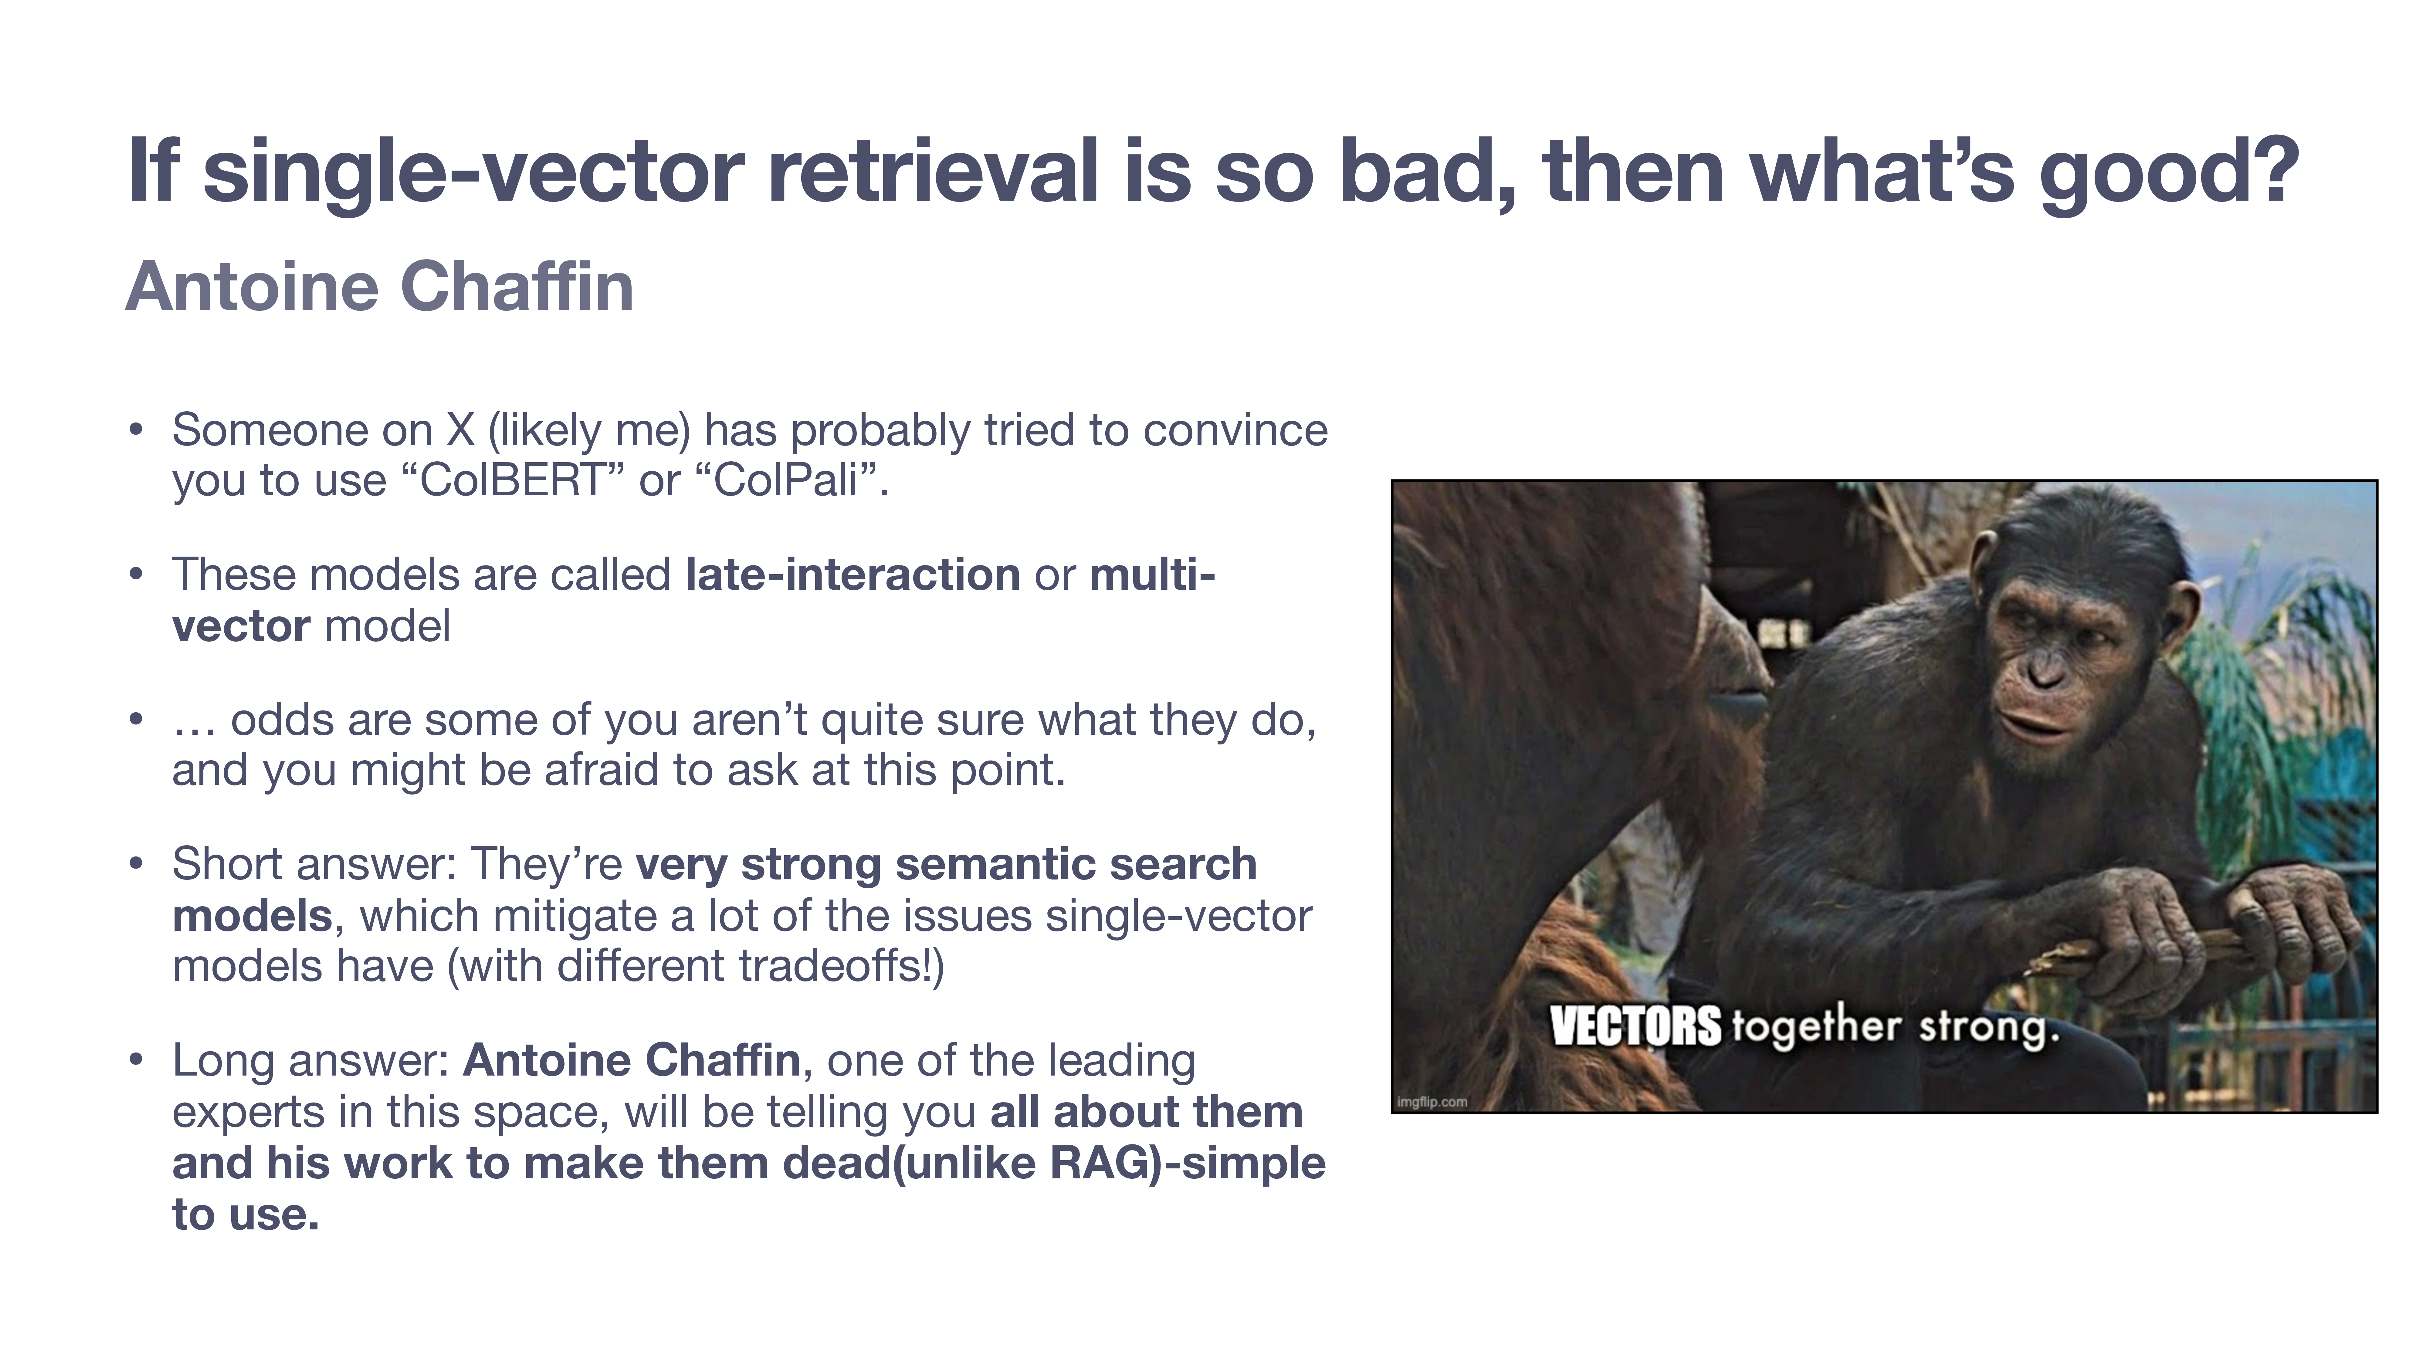 If single-vector retrieval is so bad, then what’s good?
Antoine Chaffin
• Someone on X (likely me) has probably tried to convince
you to use “ColBERT” or “ColPali”.
• These models are called late-interaction or multi-
vector model
• … odds are some of you aren’t quite sure what they do,
and you might be afraid to ask at this point.
• Short answer: They’re very strong semantic search
models, which mitigate a lot of the issues single-vector
models have (with different tradeoffs!)
• Long answer: Antoine Chaffin, one of the leading
experts in this space, will be telling you all about them
and his work to make them dead(unlike RAG)-simple
to use.
VECTORS together strong.
imgflip.com